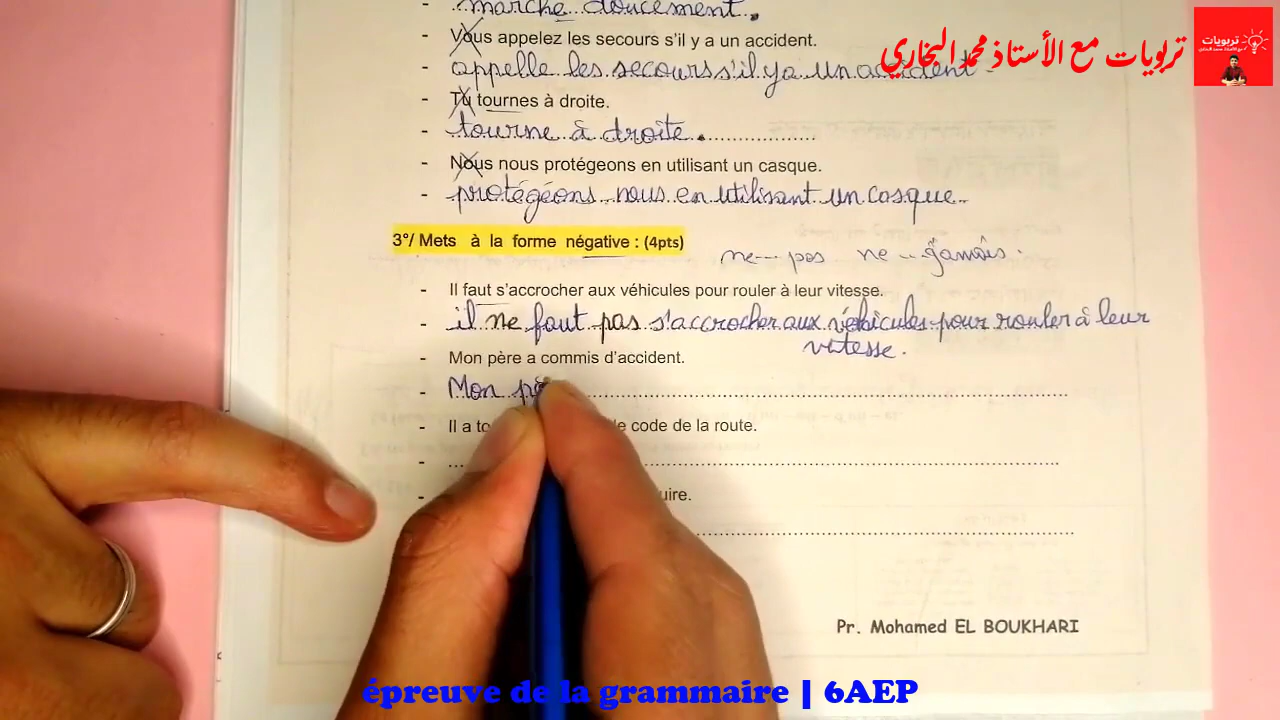 - marche doucement.
- Vous appelez les secours s'il y a un accident.
- appelle les secours s'il y a un accident -
- Tu tournes à droite.
- tourne à droite.
- Nous nous protégeons en utilisant un casque.
- protégéons nous en utilisant un casque
3°/ Mets à la forme négative : (4pts)
ne --- pas ne ... jamais.
- Il faut s'accrocher aux véhicules pour rouler à leur vitesse.
- il ne faut pas s'accrocher aux véhicules pour rouler à leur
vitesse.
- Mon père a commis d'accident.
- Mon pè
- Il a code de la route.
-
-
Pr. Mohamed EL BOUKHARI
تربويات مع الأستاذ محمد البخاري
تربويات
épreuve de la grammaire | 6AEP